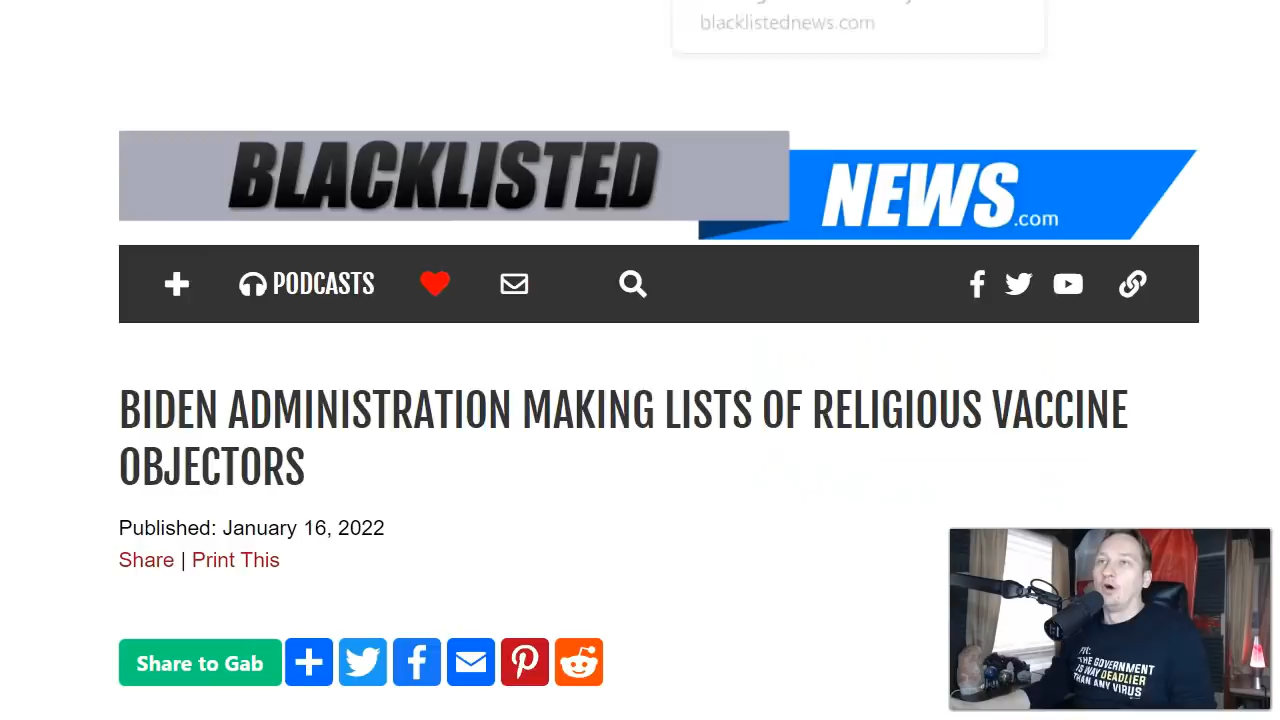 blacklistednews.com
BLACKLISTED
NEWS.com
PODCASTS
BIDEN ADMINISTRATION MAKING LISTS OF RELIGIOUS VACCINE
OBJECTORS
Published: January 16, 2022
Share | Print This
Share to Gab
FYI:
THE GOVERNMENT
IS WAY DEADLIER
THAN ANY VIRUS